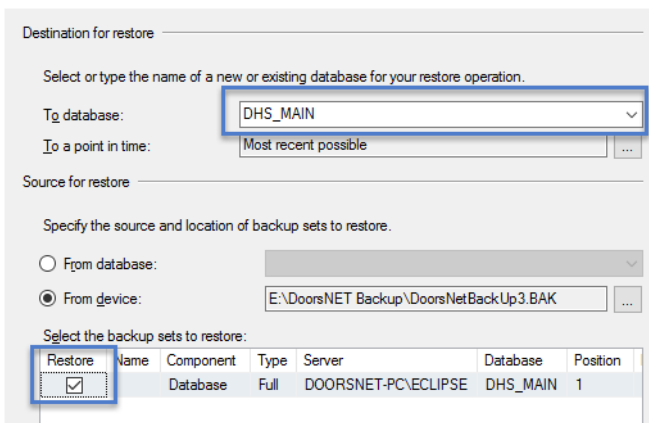 Destination for restore
Select or type the name of a new or existing database for your restore operation.
To database: DHS_MAIN
To a point in time: Most recent possible ...
Source for restore
Specify the source and location of backup sets to restore.
From database:
From device: E:\DoorsNET Backup\DoorsNetBackUp3.BAK ...
Select the backup sets to restore:
Restore Name Component Type Server Database Position
Database Full DOORSNET-PC\ECLIPSE DHS_MAIN 1